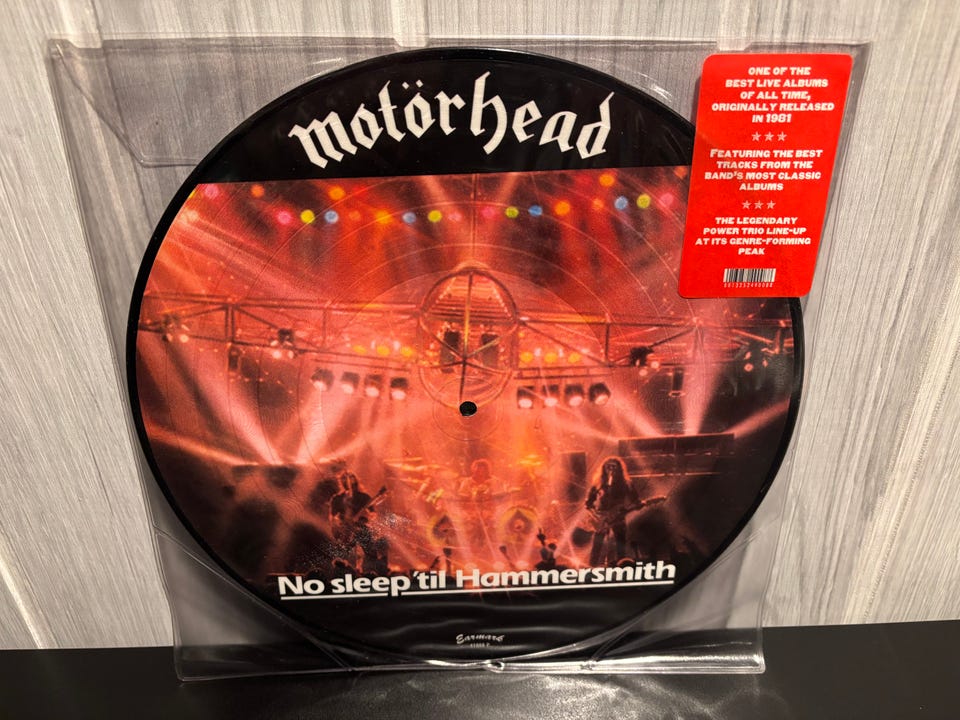 motörhead
ONE OF THE
BEST LIVE ALBUMS
OF ALL TIME,
ORIGINALLY RELEASED
IN 1981
FEATURING THE BEST
TRACKS FROM THE
BAND'S MOST CLASSIC
ALBUMS
THE LEGENDARY
POWER TRIO LINE-UP
AT ITS GENRE-FORMING
PEAK
No sleep 'til Hammersmith
Earmark